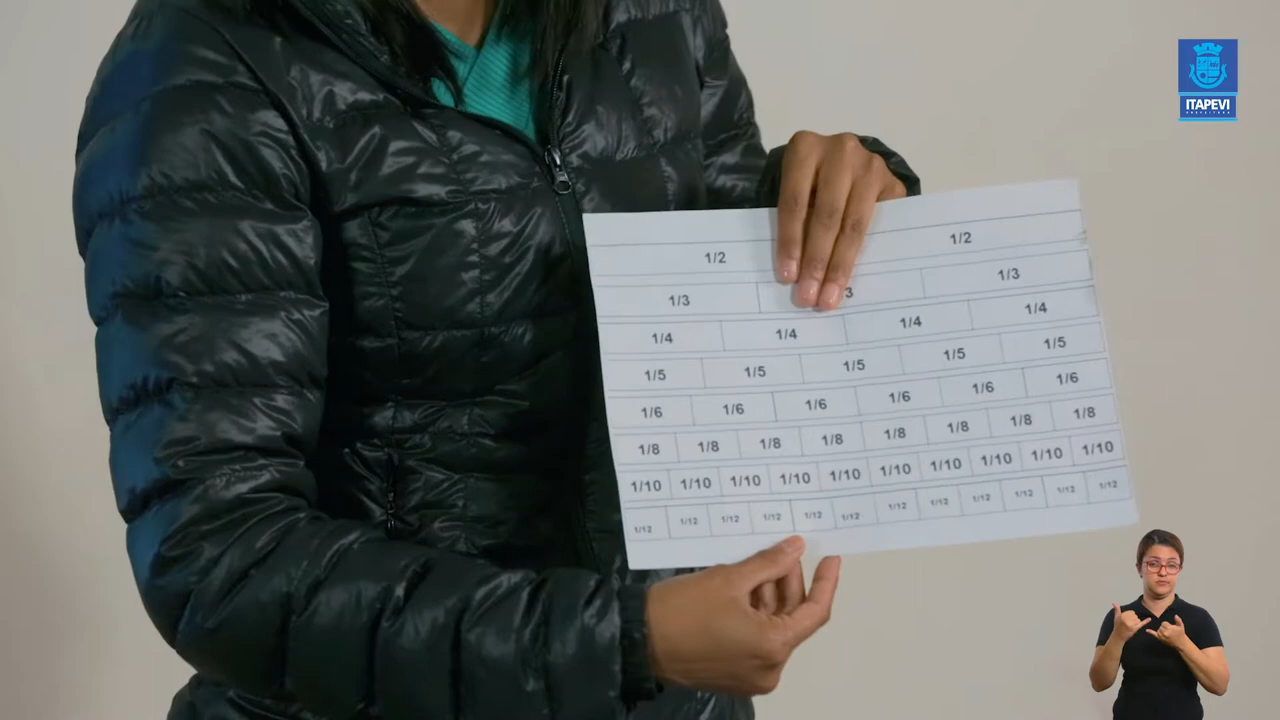 ITAPEVI
PREFEITURA
1/2 1/2
1/3 3 1/3
1/4 1/4 1/4 1/4
1/5 1/5 1/5 1/5 1/5
1/6 1/6 1/6 1/6 1/6 1/6
1/8 1/8 1/8 1/8 1/8 1/8 1/8 1/8
1/10 1/10 1/10 1/10 1/10 1/10 1/10 1/10 1/10 1/10
1/12 1/12 1/12 1/12 1/12 1/12 1/12 1/12 1/12 1/12 1/12 1/12